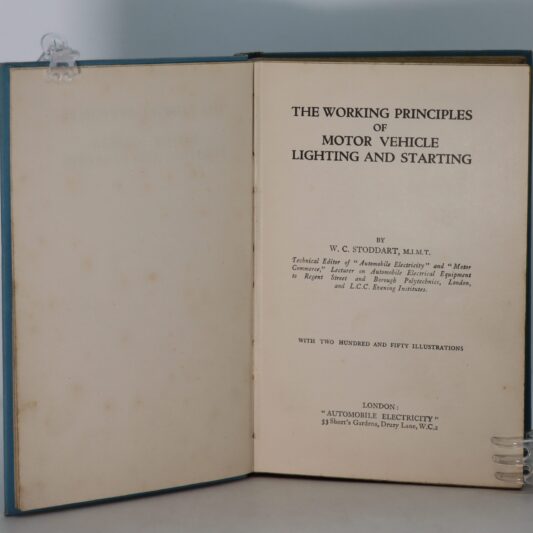 THE WORKING PRINCIPLES
OF
MOTOR VEHICLE
LIGHTING AND STARTING
BY
W. C. STODDART, M.I.M.T.
Technical Editor of "Automobile Electricity" and "Motor
Commerce," Lecturer on Automobile Electrical Equipment
to Regent Street and Borough Polytechnics, London,
and L.C.C. Evening Institutes.
WITH TWO HUNDRED AND FIFTY ILLUSTRATIONS
LONDON:
"AUTOMOBILE ELECTRICITY"
33 Short's Gardens, Drury Lane, W.C.2